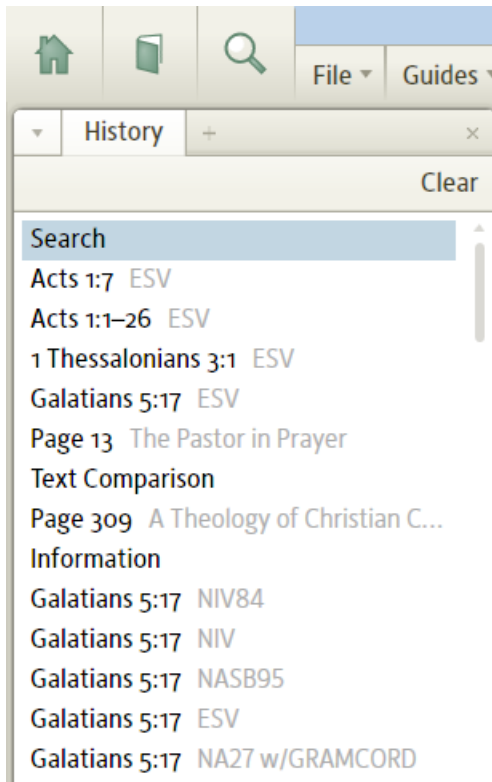 File Guides
History
Clear
Search
Acts 1:7 ESV
Acts 1:1–26 ESV
1 Thessalonians 3:1 ESV
Galatians 5:17 ESV
Page 13 The Pastor in Prayer
Text Comparison
Page 309 A Theology of Christian C...
Information
Galatians 5:17 NIV84
Galatians 5:17 NIV
Galatians 5:17 NASB95
Galatians 5:17 ESV
Galatians 5:17 NA27 w/GRAMCORD